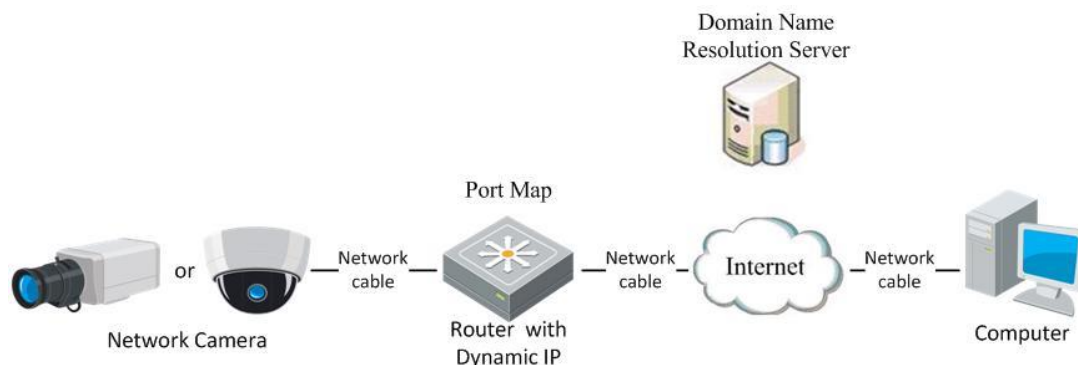 Domain Name
Resolution Server
Port Map
or
Network
cable
Network
cable
Internet
Network
cable
Network Camera
Router with
Dynamic IP
Computer